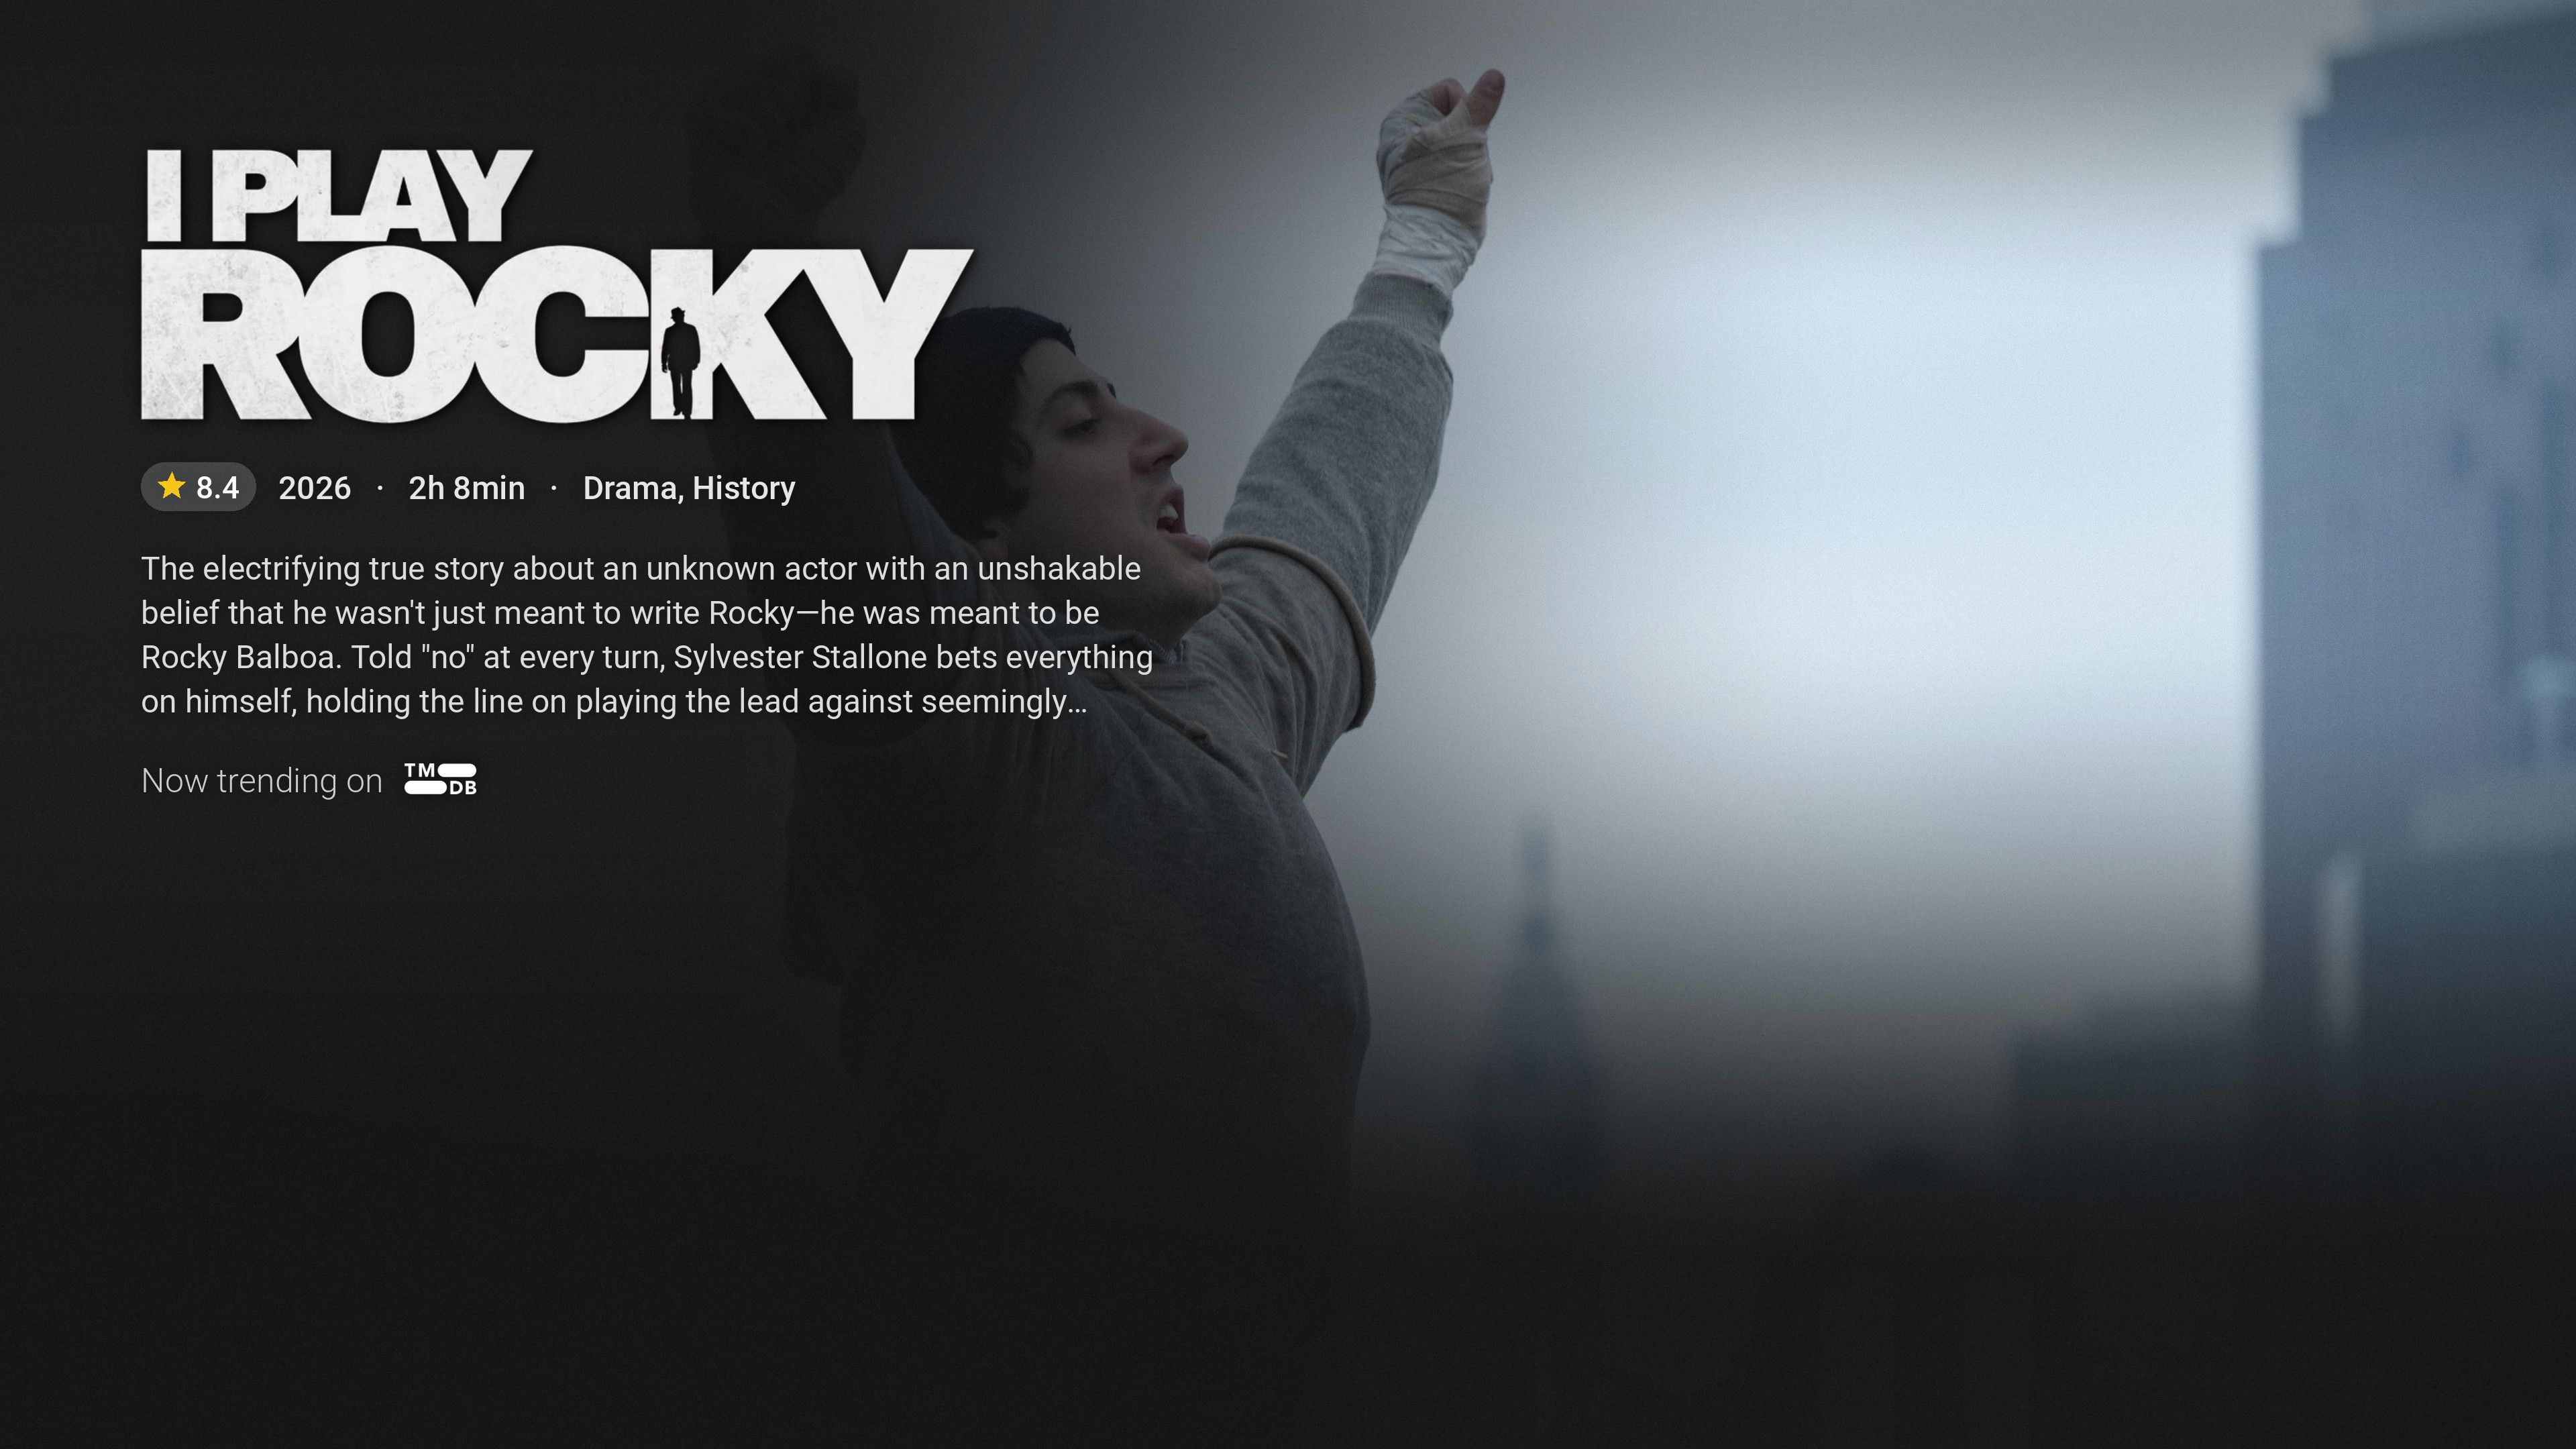 I PLAY
ROCKY
8.4 2026 · 2h 8min · Drama, History
The electrifying true story about an unknown actor with an unshakable
belief that he wasn't just meant to write Rocky—he was meant to be
Rocky Balboa. Told "no" at every turn, Sylvester Stallone bets everything
on himself, holding the line on playing the lead against seemingly…
Now trending on TMDB